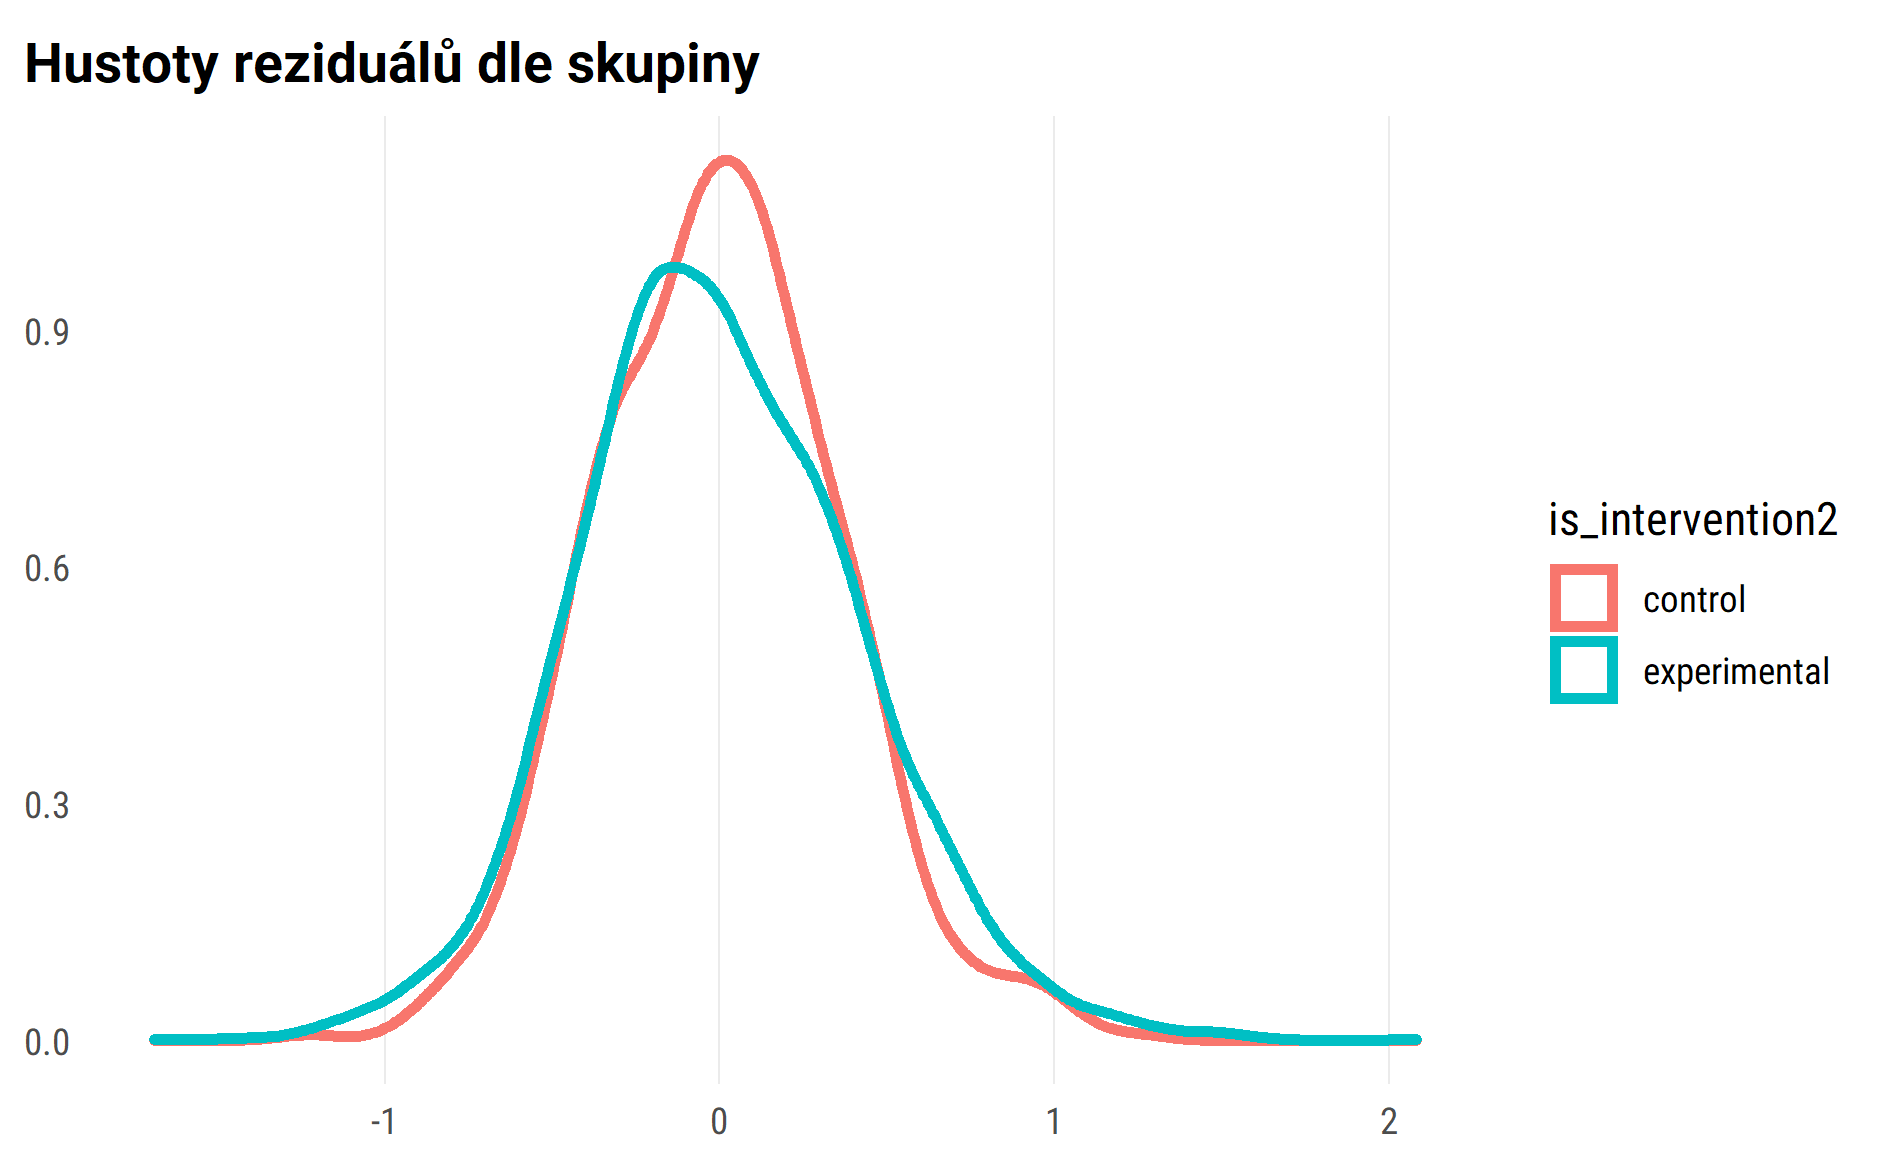 Hustoty reziduálů dle skupiny
0.9
0.6
0.3
0.0
-1
0
1
2
is_intervention2
control
experimental